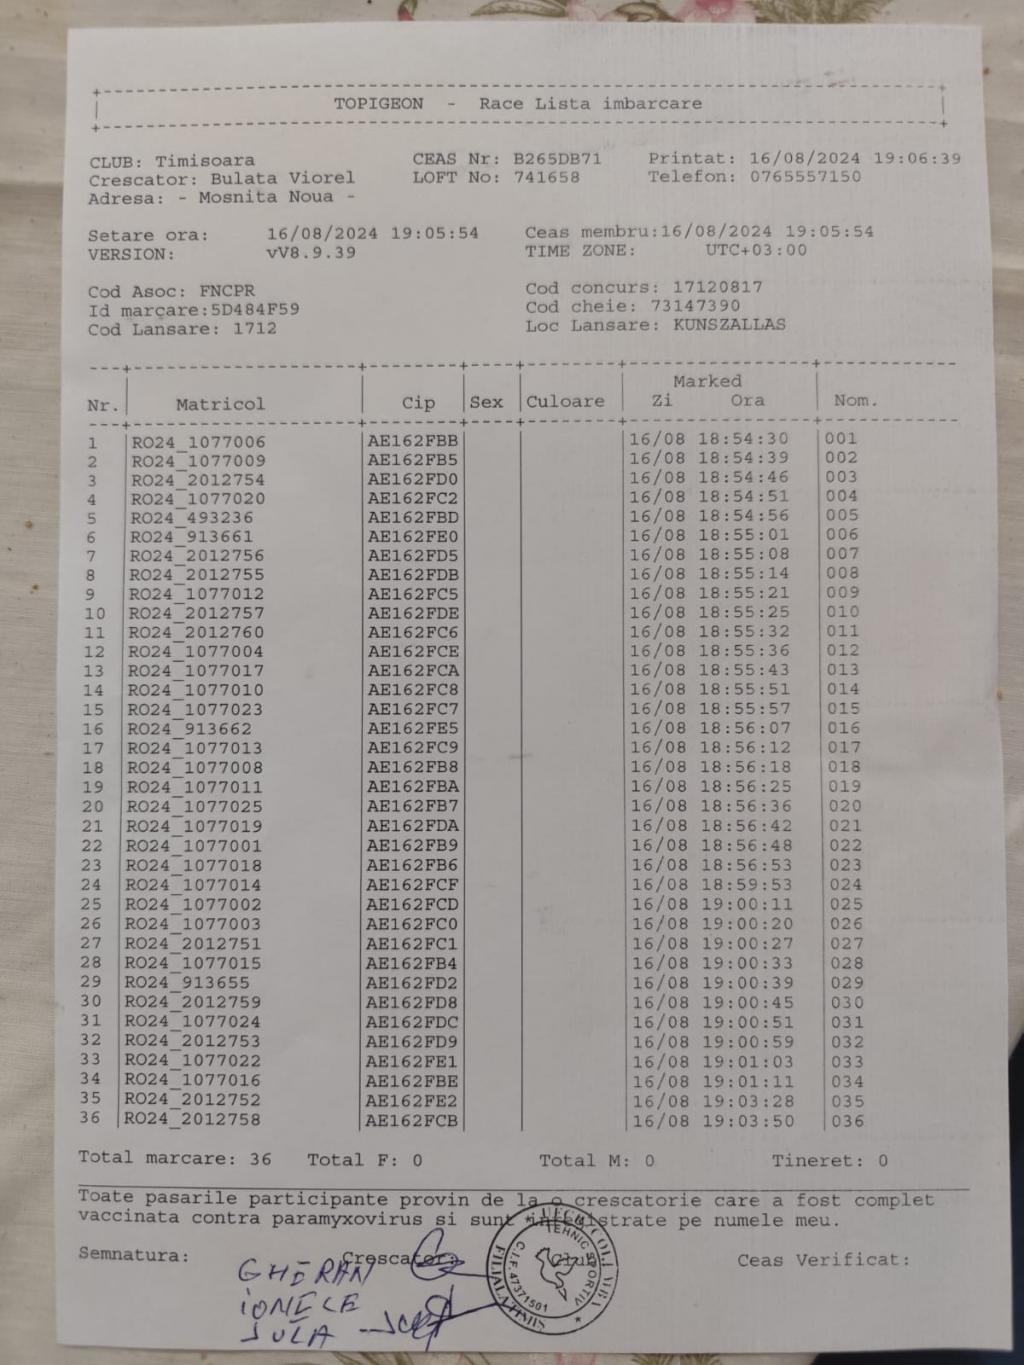 TOPIGEON - Race Lista imbarcare
CLUB: Timisoara CEAS Nr: B265DB71 Printat: 16/08/2024 19:06:39
Crescator: Bulata Viorel LOFT No: 741658 Telefon: 0765557150
Adresa: - Mosnita Noua -
Setare ora: 16/08/2024 19:05:54 Ceas membru:16/08/2024 19:05:54
VERSION: vV8.9.39 TIME ZONE: UTC+03:00
Cod Asoc: FNCPR Cod concurs: 17120817
Id marcare:5D484F59 Cod cheie: 73147390
Cod Lansare: 1712 Loc Lansare: KUNSZALLAS
Marked
Nr. Matricol Cip Sex Culoare Zi Ora Nom.
1 RO24_1077006 AE162FBB 16/08 18:54:30 001
2 RO24_1077009 AE162FB5 16/08 18:54:39 002
3 RO24_2012754 AE162FD0 16/08 18:54:46 003
4 RO24_1077020 AE162FC2 16/08 18:54:51 004
5 RO24_493236 AE162FBD 16/08 18:54:56 005
6 RO24_913661 AE162FE0 16/08 18:55:01 006
7 RO24_2012756 AE162FD5 16/08 18:55:08 007
8 RO24_2012755 AE162FDB 16/08 18:55:14 008
9 RO24_1077012 AE162FC5 16/08 18:55:21 009
10 RO24_2012757 AE162FDE 16/08 18:55:25 010
11 RO24_2012760 AE162FC6 16/08 18:55:32 011
12 RO24_1077004 AE162FCE 16/08 18:55:36 012
13 RO24_1077017 AE162FCA 16/08 18:55:43 013
14 RO24_1077010 AE162FC8 16/08 18:55:51 014
15 RO24_1077023 AE162FC7 16/08 18:55:57 015
16 RO24_913662 AE162FE5 16/08 18:56:07 016
17 RO24_1077013 AE162FC9 16/08 18:56:12 017
18 RO24_1077008 AE162FB8 16/08 18:56:18 018
19 RO24_1077011 AE162FBA 16/08 18:56:25 019
20 RO24_1077025 AE162FB7 16/08 18:56:36 020
21 RO24_1077019 AE162FDA 16/08 18:56:42 021
22 RO24_1077001 AE162FB9 16/08 18:56:48 022
23 RO24_1077018 AE162FB6 16/08 18:56:53 023
24 RO24_1077014 AE162FCF 16/08 18:59:53 024
25 RO24_1077002 AE162FCD 16/08 19:00:11 025
26 RO24_1077003 AE162FC0 16/08 19:00:20 026
27 RO24_2012751 AE162FC1 16/08 19:00:27 027
28 RO24_1077015 AE162FB4 16/08 19:00:33 028
29 RO24_913655 AE162FD2 16/08 19:00:39 029
30 RO24_2012759 AE162FD8 16/08 19:00:45 030
31 RO24_1077024 AE162FDC 16/08 19:00:51 031
32 RO24_2012753 AE162FD9 16/08 19:00:59 032
33 RO24_1077022 AE162FE1 16/08 19:01:03 033
34 RO24_1077016 AE162FBE 16/08 19:01:11 034
35 RO24_2012752 AE162FE2 16/08 19:03:28 035
36 RO24_2012758 AE162FCB 16/08 19:03:50 036
Total marcare: 36 Total F: 0 Total M: 0 Tineret: 0
Toate pasarile participante provin de la o crescatorie care a fost complet
vaccinata contra paramyxovirus si sunt inregistrate pe numele meu.
Semnatura: Crescator: Club: Ceas Verificat:
GHERAN
IONELE
JULA
TEHNIC SPORTIV
C.I.F. 47371501
FILIALA TIMIS